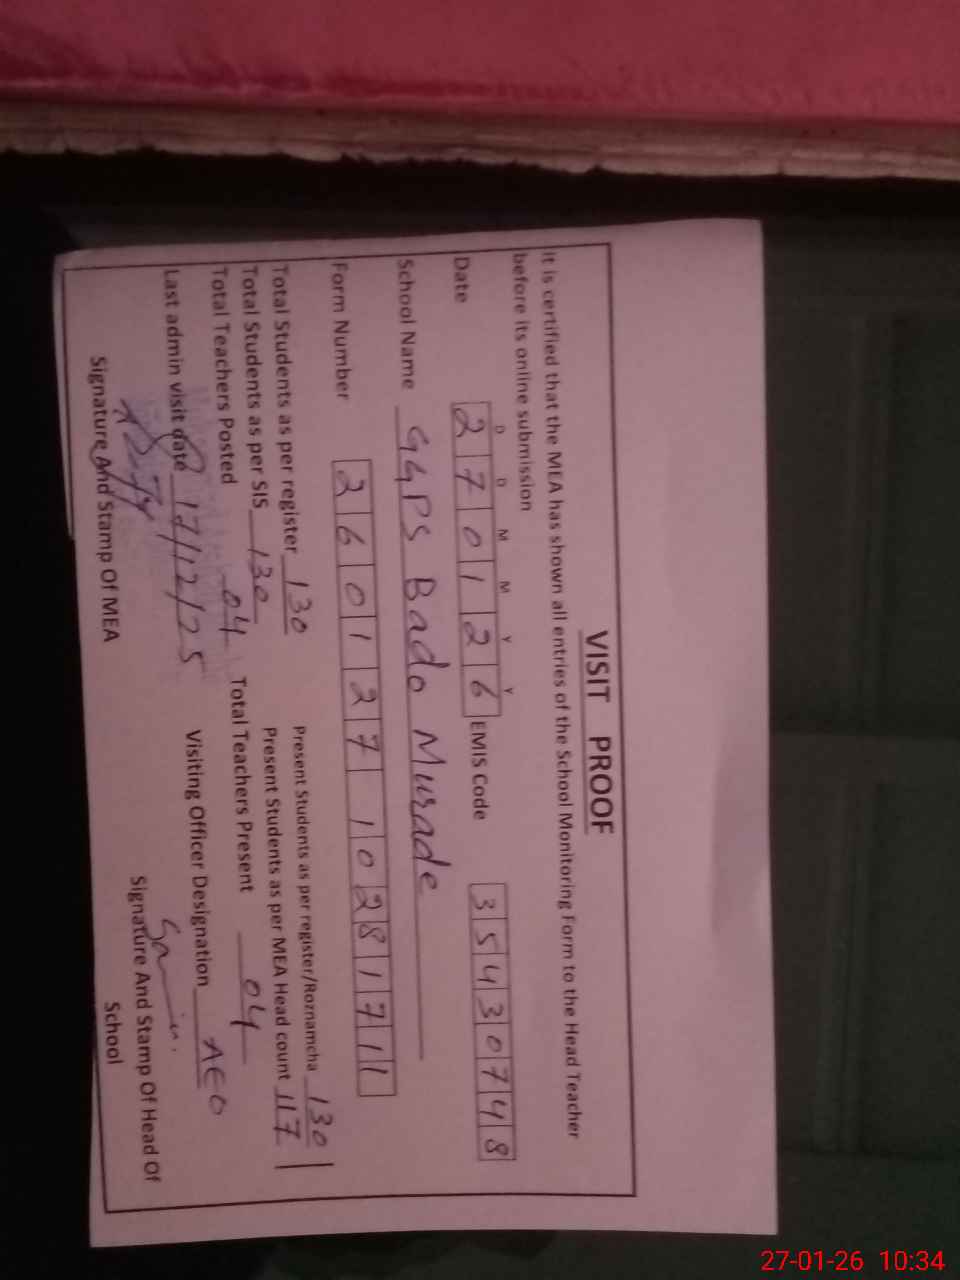 VISIT PROOF
It is certified that the MEA has shown all entries of the School Monitoring Form to the Head Teacher
before its online submission
D D M M Y Y
Date 2 7 0 1 2 6 EMIS Code 3 5 4 3 0 7 4 8
School Name GGPS Bado Murade
Form Number 2 6 0 1 2 7 1 0 2 8 1 7 1 1
Total Students as per register 130 Present Students as per register/Roznamcha 130
Total Students as per SIS 130 Present Students as per MEA Head count 117
Total Teachers Posted 04 Total Teachers Present 04
Last admin visit date 17/12/25 Visiting Officer Designation AEO
Signature And Stamp Of MEA Signature And Stamp Of Head Of
School
27-01-26 10:34